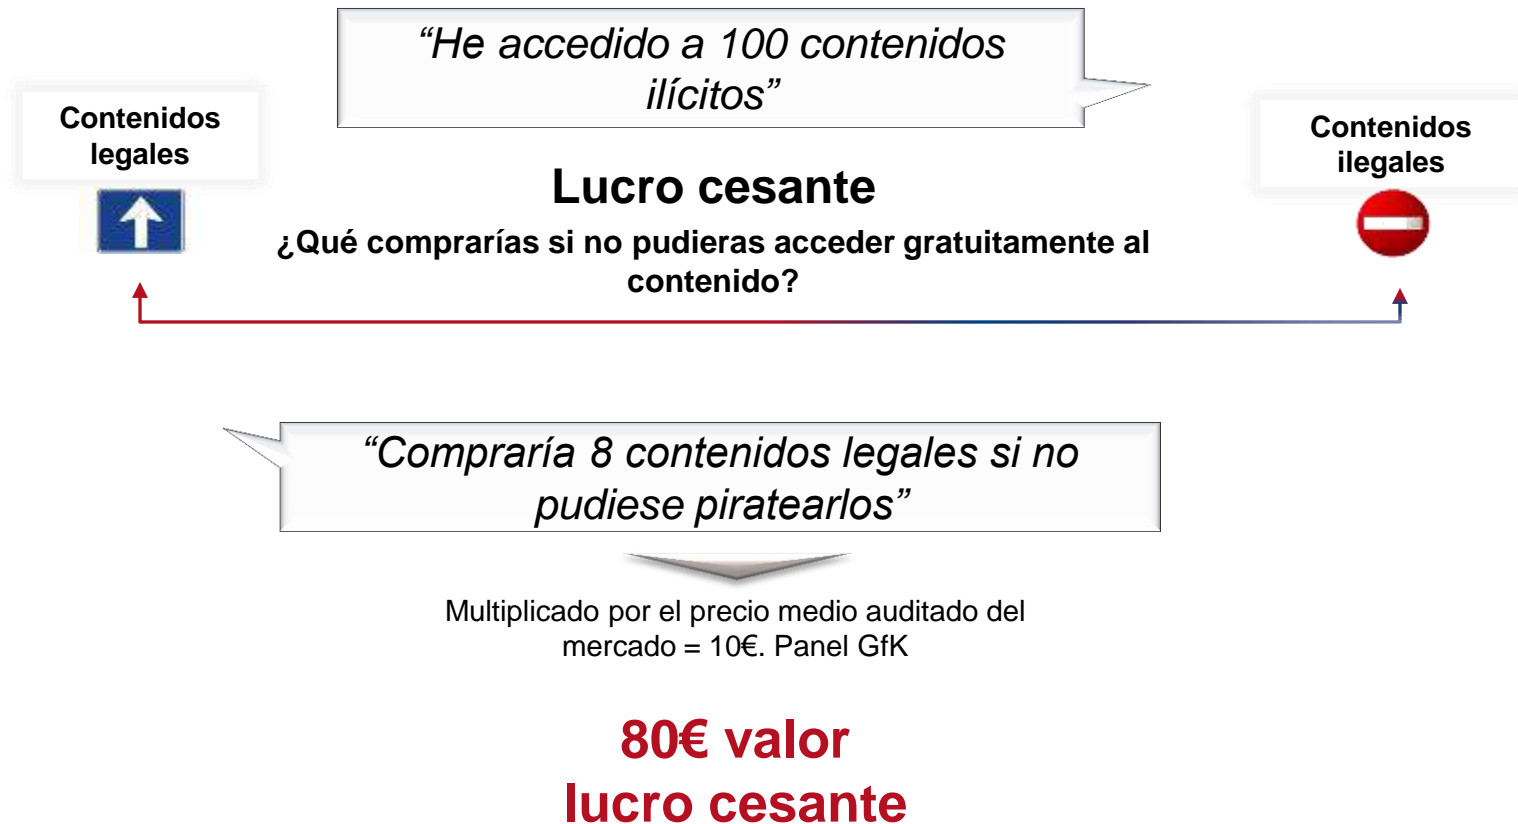 “He accedido a 100 contenidos
ilícitos”
Contenidos
legales
Contenidos
ilegales
Lucro cesante
¿Qué comprarías si no pudieras acceder gratuitamente al
contenido?
“Compraría 8 contenidos legales si no
pudiese piratearlos”
Multiplicado por el precio medio auditado del
mercado = 10€. Panel GfK
80€ valor
lucro cesante